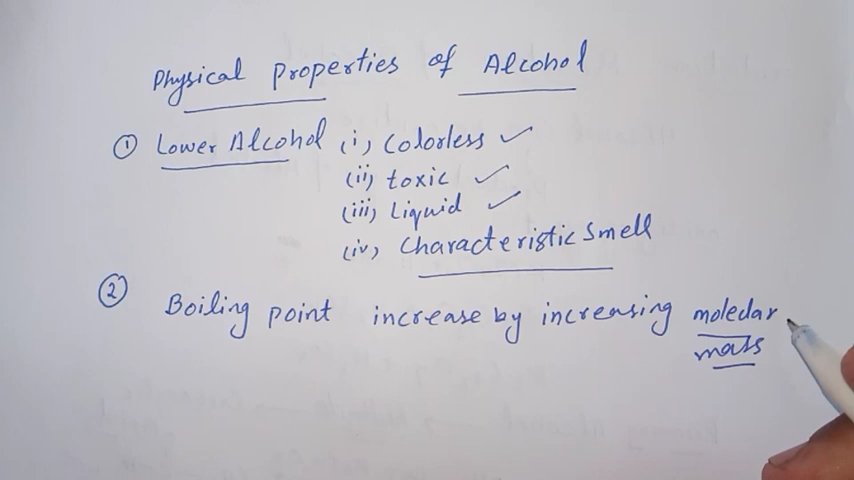 Physical Properties of Alcohol
① Lower Alcohol (i) Colorless ✓
(ii) toxic ✓
(iii) Liquid ✓
(iv) Characteristic Smell
② Boiling point increase by increasing moledar
mass